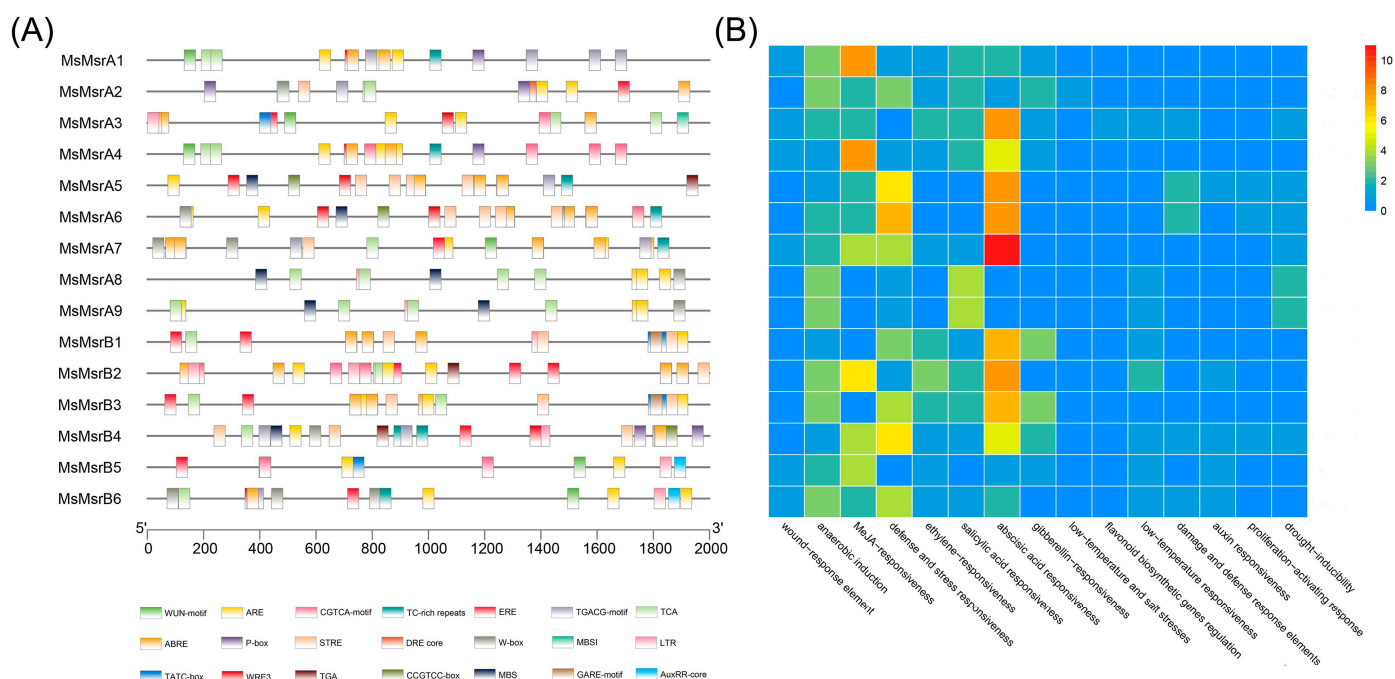 (A)
(B)
MsMsrA1
MsMsrA2
MsMsrA3
MsMsrA4
MsMsrA5
MsMsrA6
MsMsrA7
MsMsrA8
MsMsrA9
MsMsrB1
MsMsrB2
MsMsrB3
MsMsrB4
MsMsrB5
MsMsrB6
5' 3'
0 200 400 600 800 1000 1200 1400 1600 1800 2000
WUN-motif ARE CGTCA-motif TC-rich repeats ERE TGACG-motif TCA
ABRE P-box STRE DRE core W-box MBSI LTR
TATC-box WRE3 TGA CCGTCC-box MBS GARE-motif AuxRR-core
10
8
6
4
2
0
wound-response element
anaerobic induction
MeJA-responsiveness
defense and stress responsiveness
ethylene-responsiveness
salicylic acid responsiveness
abscisic acid responsiveness
gibberellin-responsiveness
low-temperature and salt stresses
flavonoid biosynthetic genes regulation
low-temperature responsiveness
damage and defense response elements
auxin responsiveness
proliferation-activating response
drought-inducibility